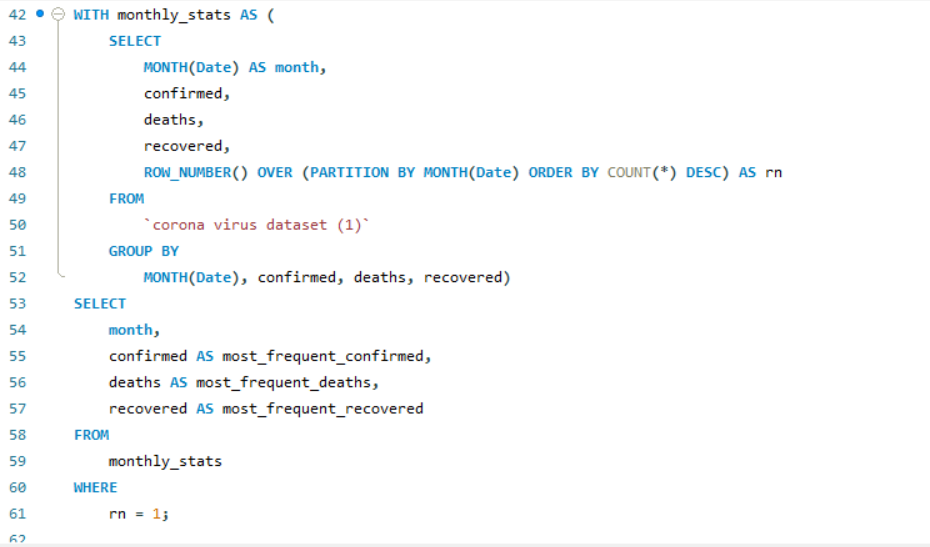 42 WITH monthly_stats AS (
43 SELECT
44 MONTH(Date) AS month,
45 confirmed,
46 deaths,
47 recovered,
48 ROW_NUMBER() OVER (PARTITION BY MONTH(Date) ORDER BY COUNT(*) DESC) AS rn
49 FROM
50 `corona virus dataset (1)`
51 GROUP BY
52 MONTH(Date), confirmed, deaths, recovered)
53 SELECT
54 month,
55 confirmed AS most_frequent_confirmed,
56 deaths AS most_frequent_deaths,
57 recovered AS most_frequent_recovered
58 FROM
59 monthly_stats
60 WHERE
61 rn = 1;
62